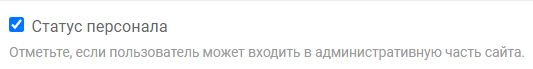 Статус персонала
Отметьте, если пользователь может входить в административную часть сайта.